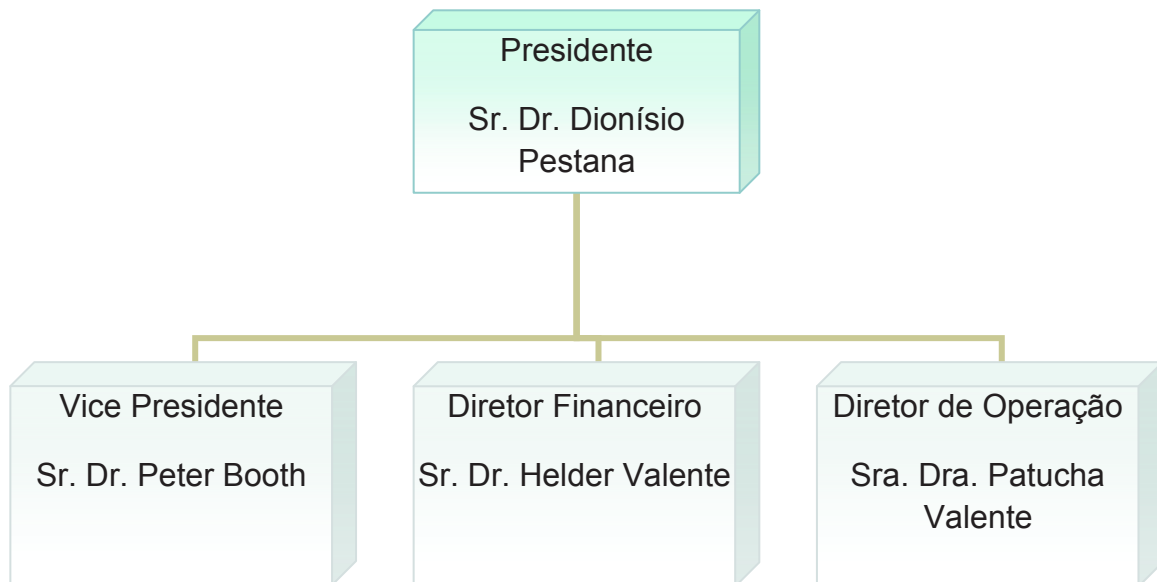 Presidente
Sr. Dr. Dionísio
Pestana
Vice Presidente
Sr. Dr. Peter Booth
Diretor Financeiro
Sr. Dr. Helder Valente
Diretor de Operação
Sra. Dra. Patucha
Valente